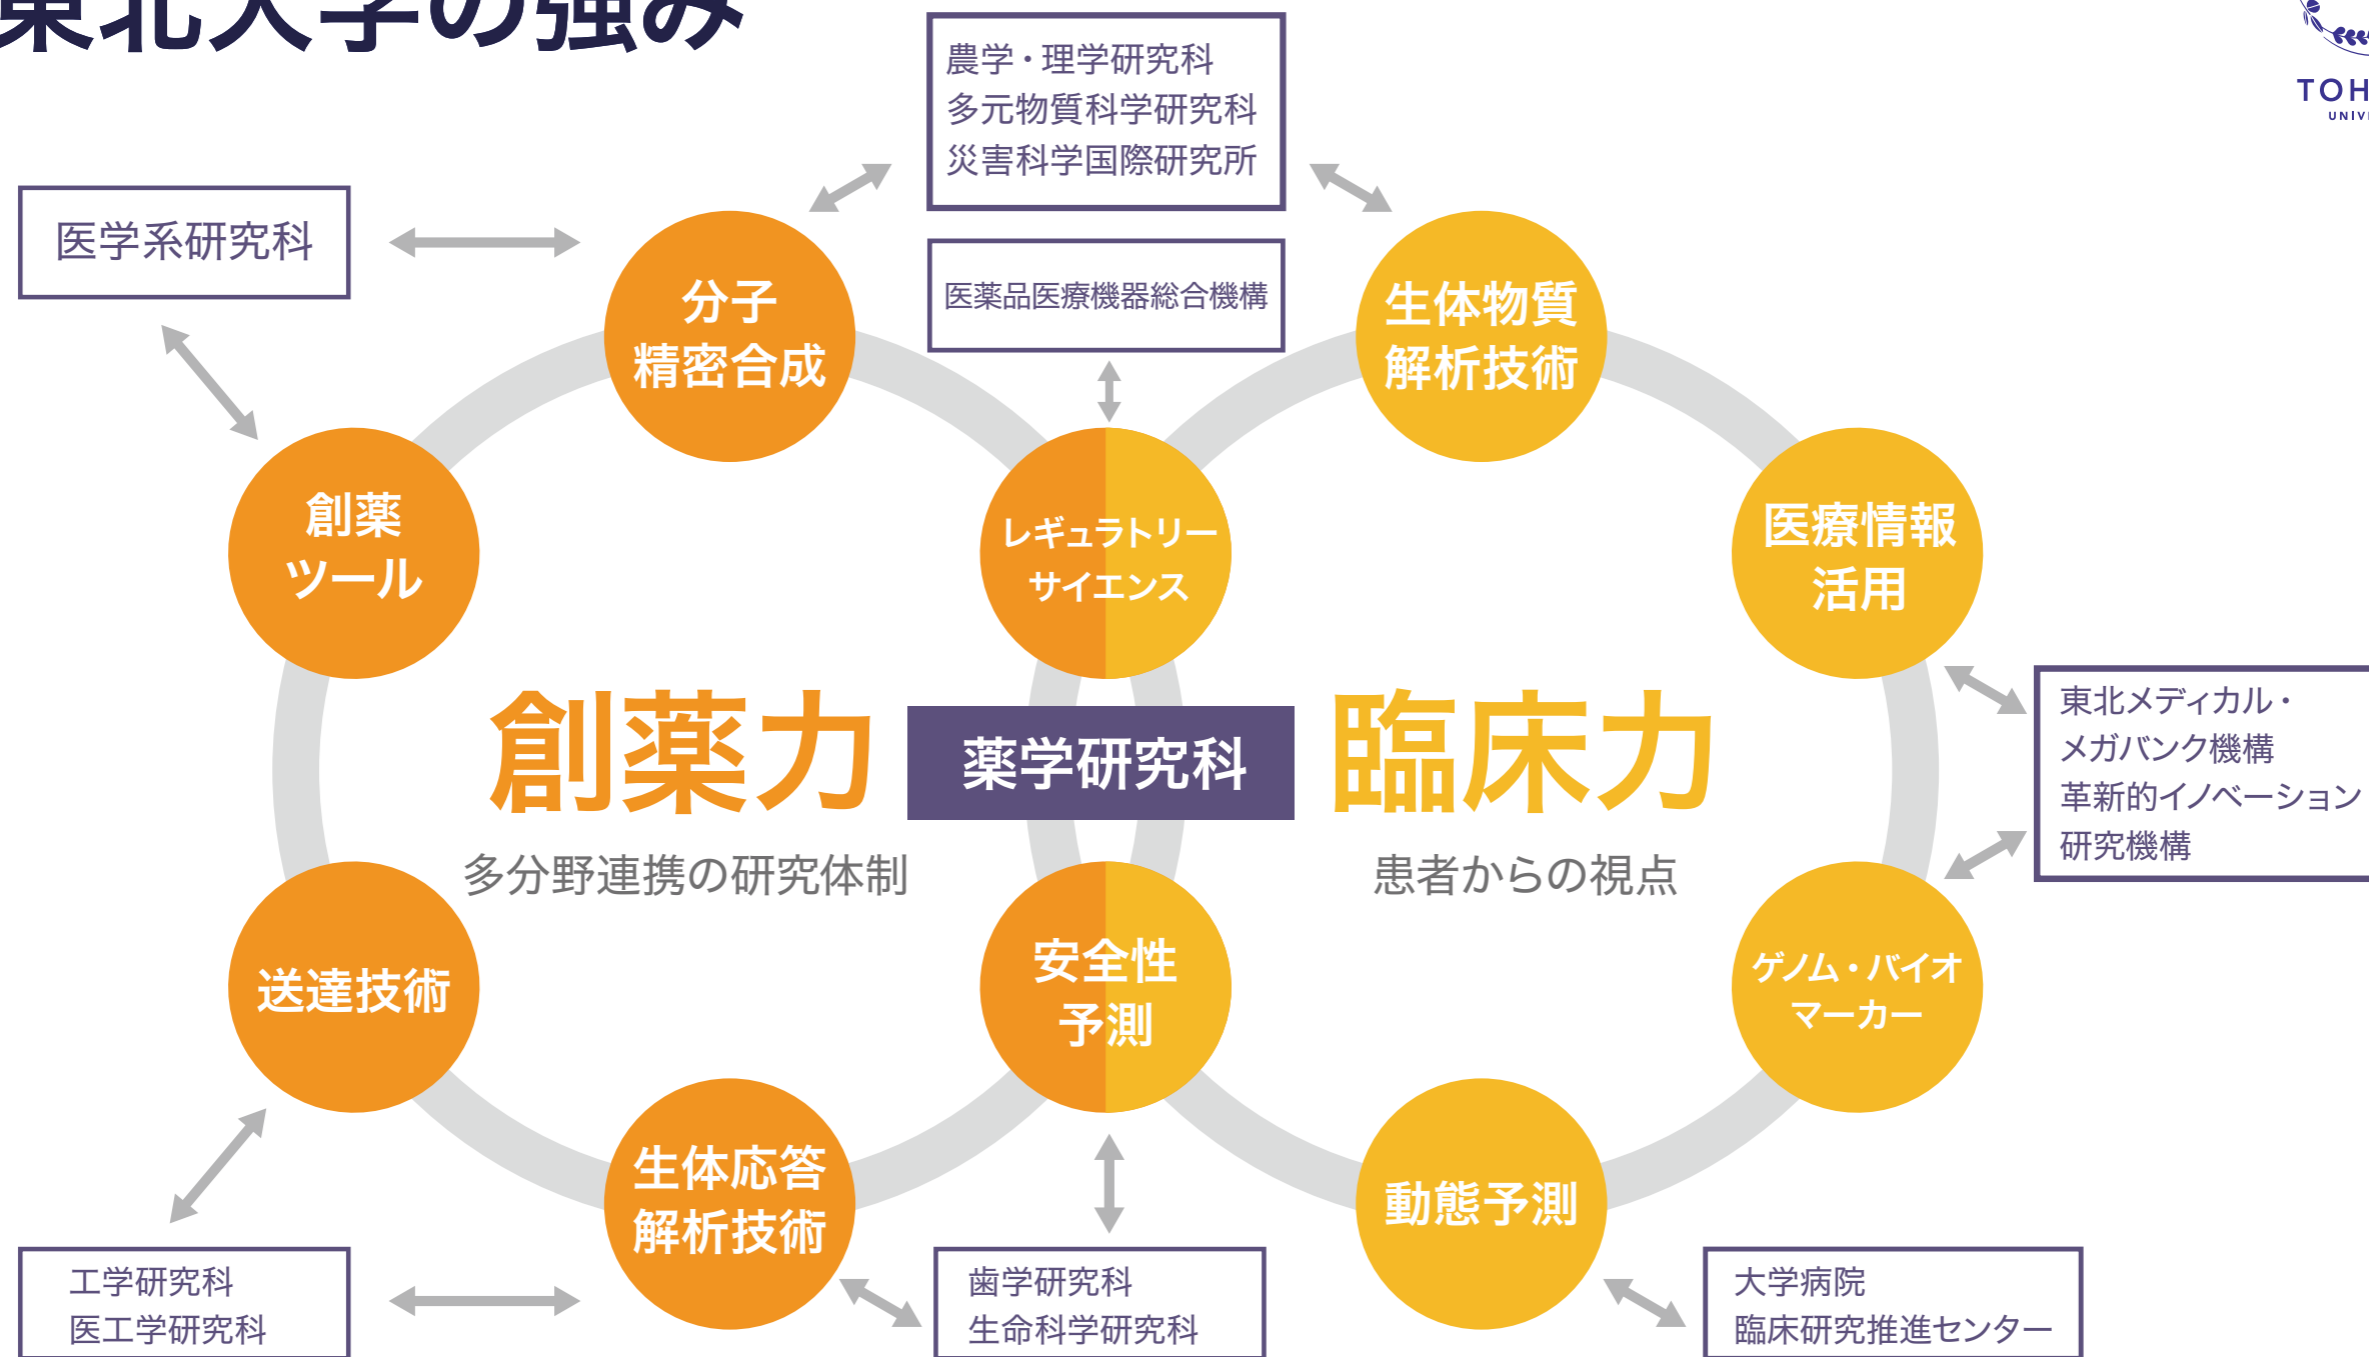 東北大学の強み
農学・理学研究科
多元物質科学研究科
災害科学国際研究所
TOH
UNIV
医学系研究科
医薬品医療機器総合機構
分子
精密合成
生体物質
解析技術
創薬
ツール
レギュラトリー
サイエンス
医療情報
活用
創薬力
薬学研究科
臨床力
多分野連携の研究体制
患者からの視点
東北メディカル・
メガバンク機構
革新的イノベーション
研究機構
送達技術
安全性
予測
ゲノム・バイオ
マーカー
生体応答
解析技術
動態予測
工学研究科
医工学研究科
歯学研究科
生命科学研究科
大学病院
臨床研究推進センター